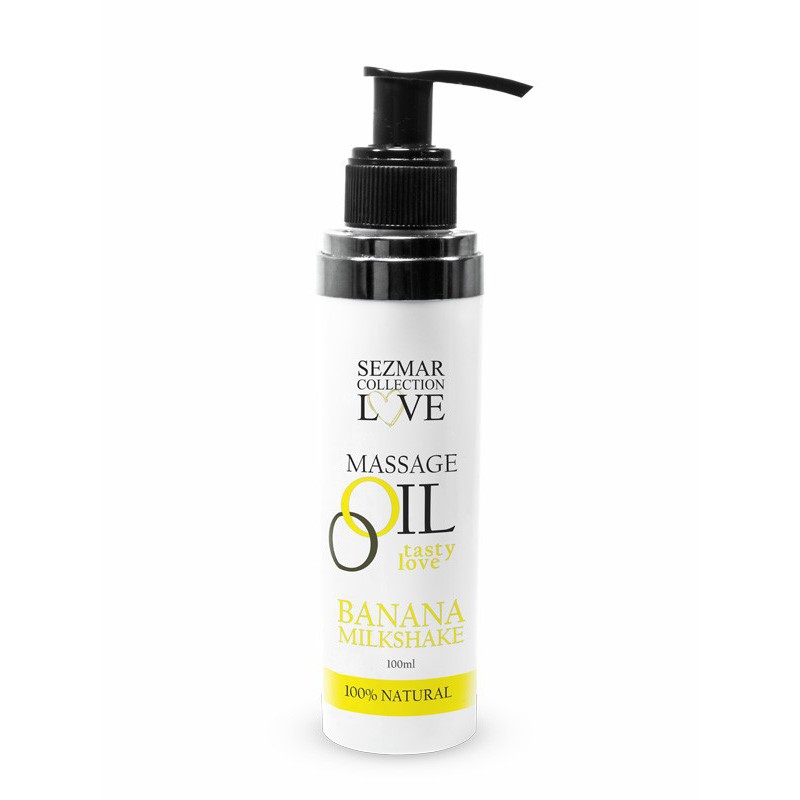 SEZMAR
COLLECTION
LOVE
MASSAGE
OIL
tasty
love
BANANA
MILKSHAKE
100ml
100% NATURAL